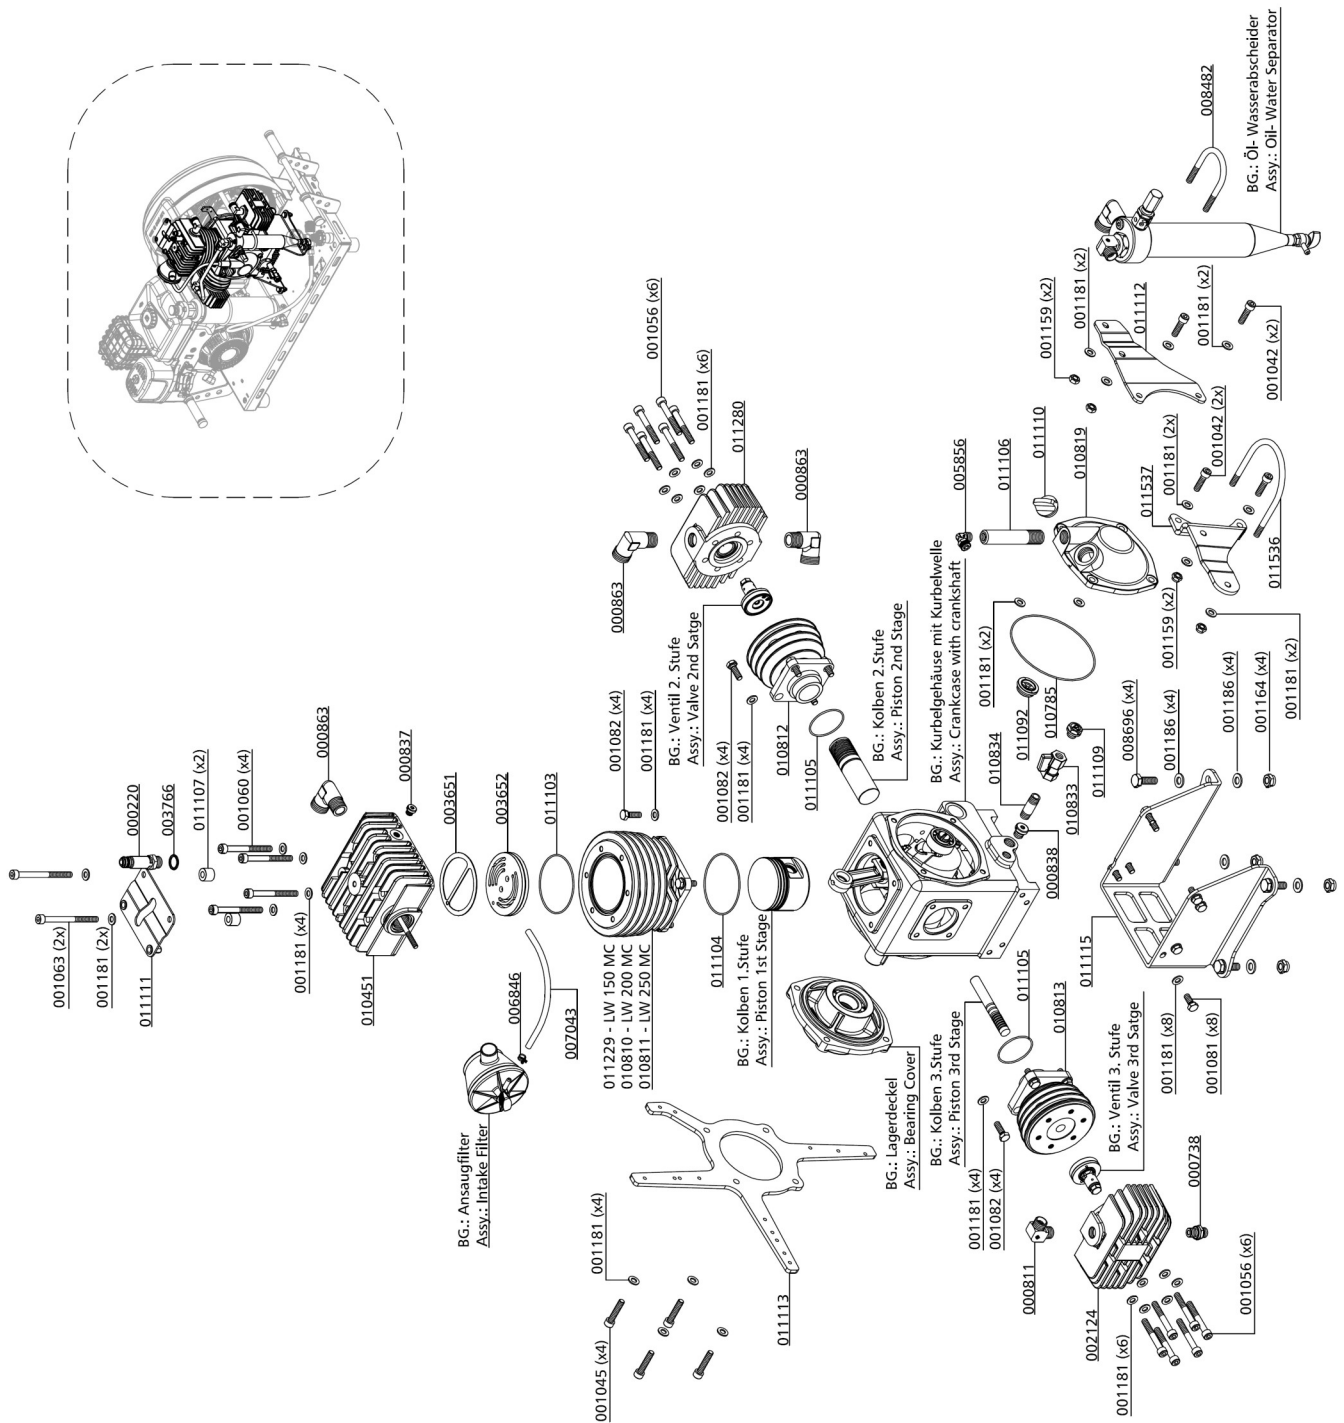 001063 (2x)
001181 (2x)
011111
000220
003766
011107 (x2)
001060 (x4)
001181 (x4)
010451
000863
000837
003651
003652
011103
006846
007043
BG.: Ansaugfilter
Assy.: Intake Filter
011229 - LW 150 MC
010810 - LW 200 MC
010811 - LW 250 MC
001082 (x4)
001181 (x4)
011104
BG.: Kolben 1.Stufe
Assy.: Piston 1st Stage
001056 (x6)
001181 (x6)
011280
000863
000863
BG.: Ventil 2. Stufe
Assy.: Valve 2nd Satge
001082 (x4)
001181 (x4)
010812
011105
BG.: Kolben 2.Stufe
Assy.: Piston 2nd Stage
BG.: Kurbelgehäuse mit Kurbelwelle
Assy.: Crankcase with crankshaft
005856
011106
011110
010819
001181 (x2)
010785
011092
010834
011109
010833
000838
001159 (x2)
001181 (x2)
011112
001181 (x2)
001042 (x2)
008482
BG.: Öl- Wasserabscheider
Assy.: Oil- Water Separator
011537
001181 (2x)
001042 (2x)
011536
001159 (x2)
001181 (x2)
008696 (x4)
001186 (x4)
001186 (x4)
001164 (x4)
011115
001181 (x8)
001081 (x8)
001181 (x4)
001045 (x4)
011113
BG.: Lagerdeckel
Assy.: Bearing Cover
BG.: Kolben 3.Stufe
Assy.: Piston 3rd Stage
011105
010813
001181 (x4)
001082 (x4)
BG.: Ventil 3. Stufe
Assy.: Valve 3rd Satge
000811
000738
002124
001181 (x6)
001056 (x6)